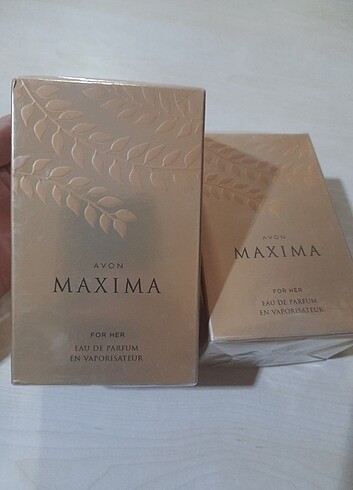 AVON
MAXIMA
FOR HER
EAU DE PARFUM
EN VAPORISATEUR
AVON
MAXIMA
FOR HER
EAU DE PARFUM
EN VAPORISATEUR